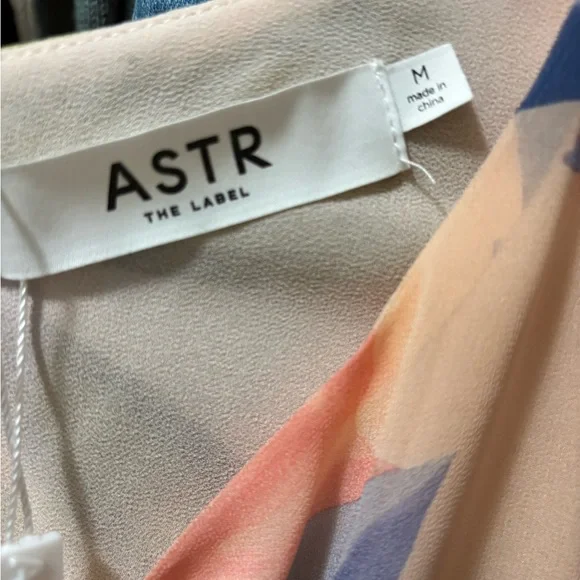 ASTR
THE LABEL
M
made in
china